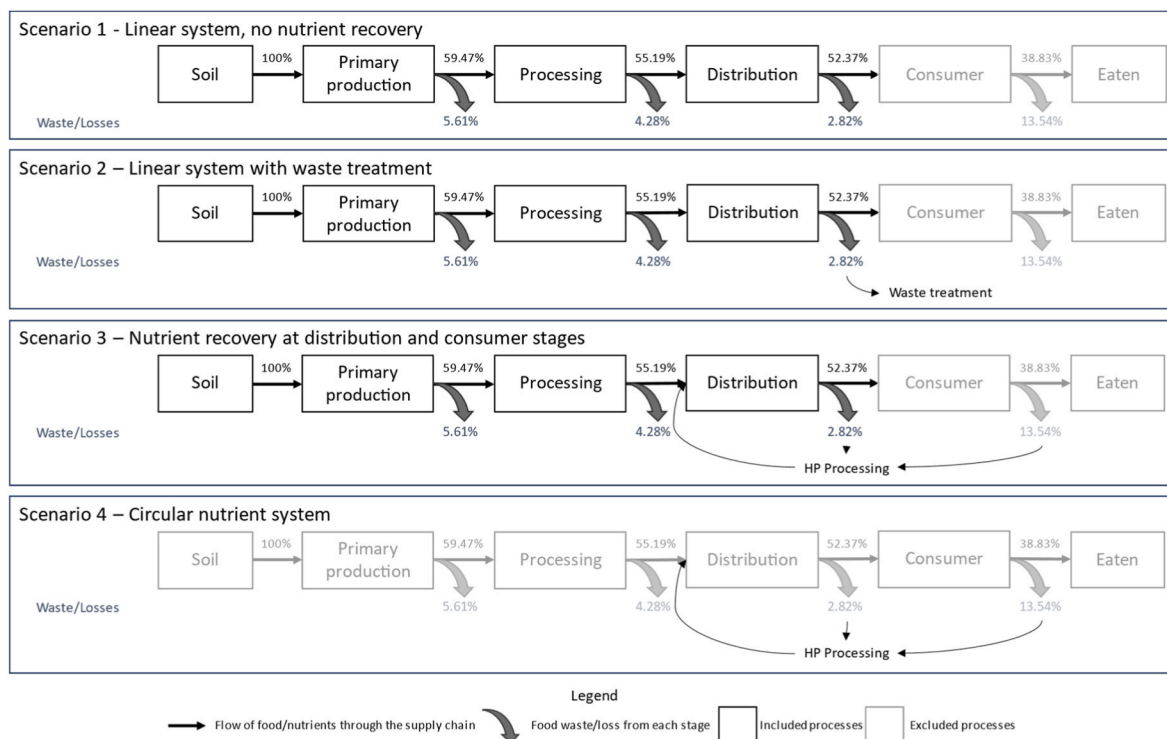 Scenario 1 - Linear system, no nutrient recovery
100% 59.47% 55.19% 52.37% 38.83%
Soil Primary production Processing Distribution Consumer Eaten
Waste/Losses 5.61% 4.28% 2.82% 13.54%
Scenario 2 – Linear system with waste treatment
100% 59.47% 55.19% 52.37% 38.83%
Soil Primary production Processing Distribution Consumer Eaten
Waste/Losses 5.61% 4.28% 2.82% 13.54%
Waste treatment
Scenario 3 – Nutrient recovery at distribution and consumer stages
100% 59.47% 55.19% 52.37% 38.83%
Soil Primary production Processing Distribution Consumer Eaten
Waste/Losses 5.61% 4.28% 2.82% 13.54%
HP Processing
Scenario 4 – Circular nutrient system
100% 59.47% 55.19% 52.37% 38.83%
Soil Primary production Processing Distribution Consumer Eaten
Waste/Losses 5.61% 4.28% 2.82% 13.54%
HP Processing
Legend
Flow of food/nutrients through the supply chain Food waste/loss from each stage Included processes Excluded processes